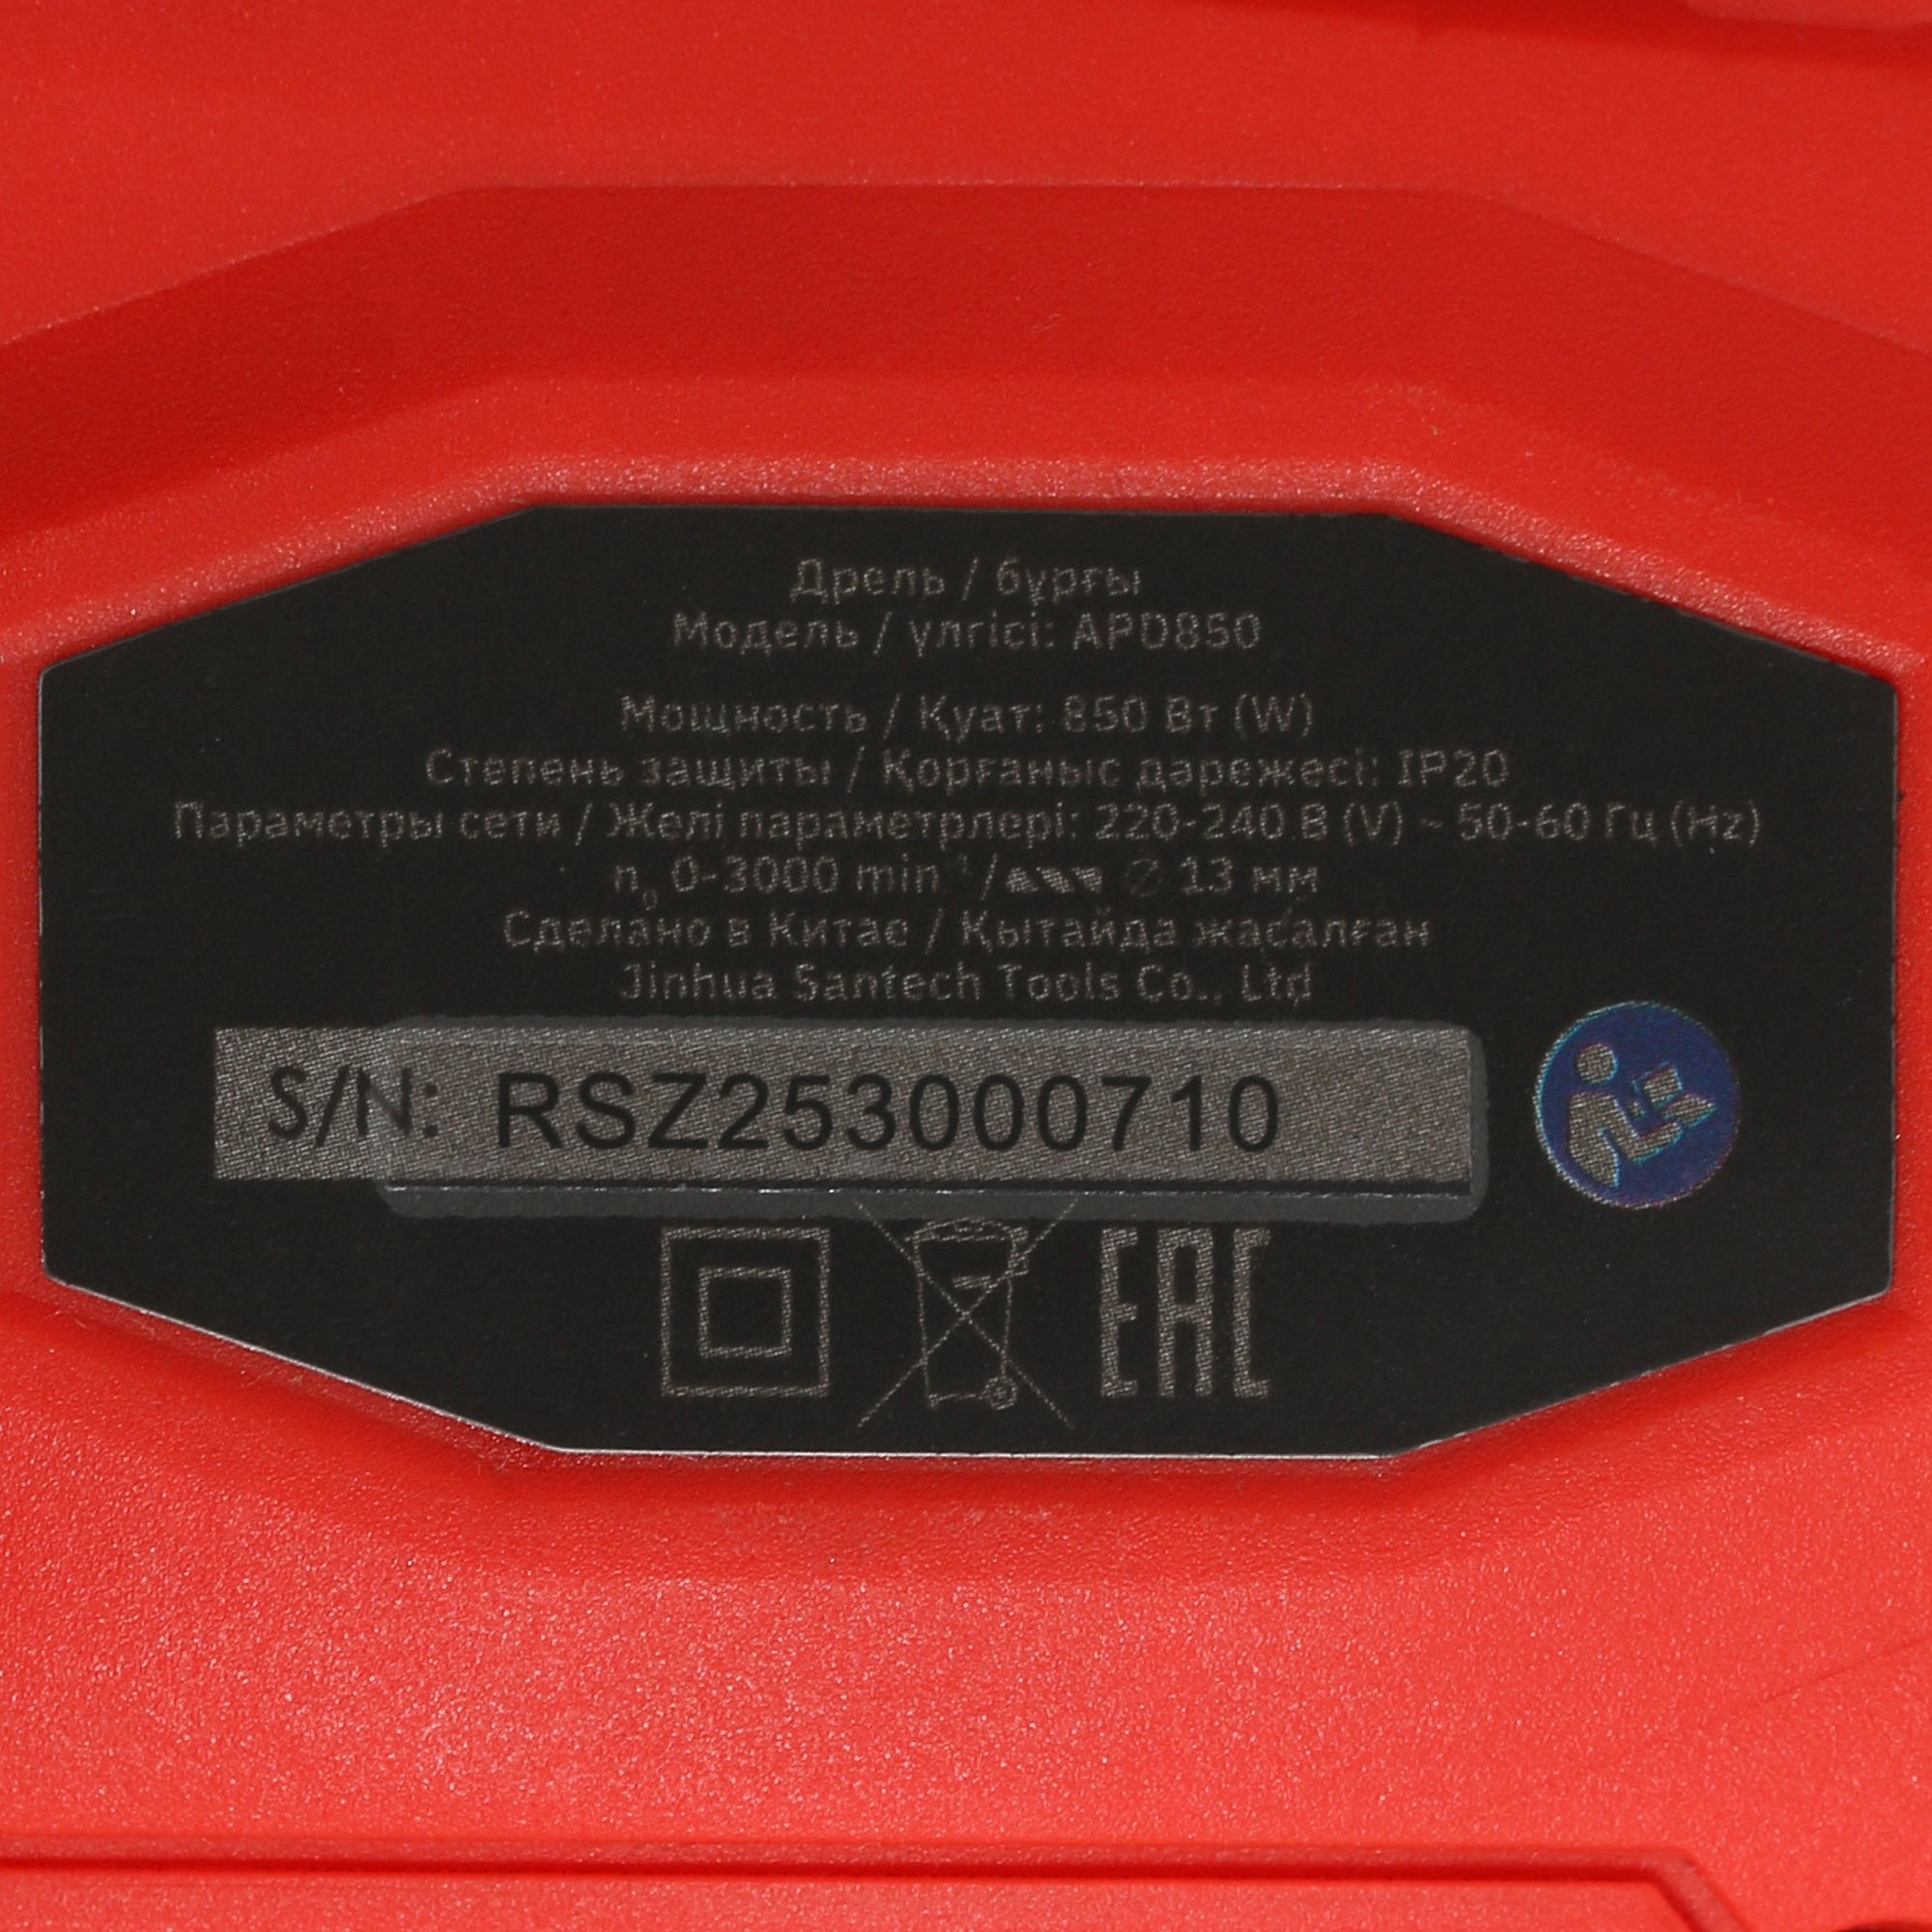 Дрель / бұрғы
Модель / үлгісі: APD850
Мощность / Қуат: 850 Вт (W)
Степень защиты / Қорғаныс дәрежесі: IP20
Параметры сети / Желі параметрлері: 220-240 В (V) ~ 50-60 Гц (Hz)
n₀ 0-3000 min⁻¹/ ∅ 13 мм
Сделано в Китае / Қытайда жасалған
Jinhua Santech Tools Co., Ltd
S/N: RSZ253000710
EAC